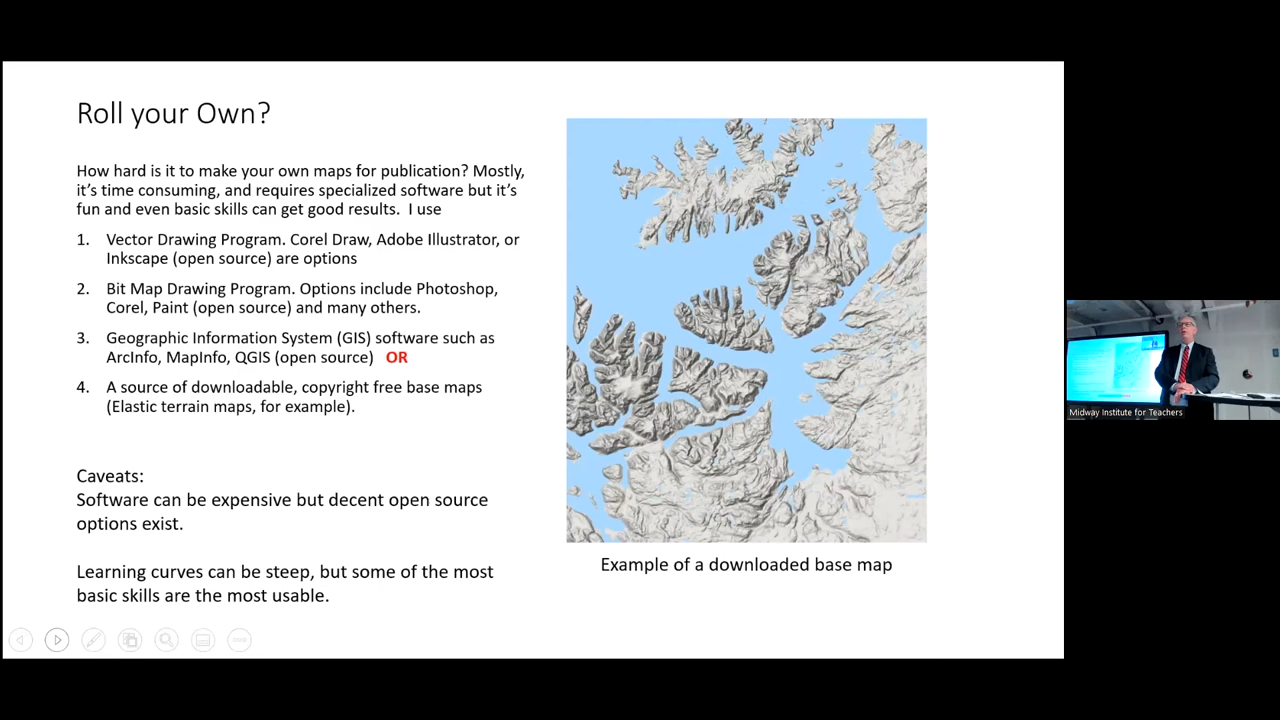 Roll your Own?
How hard is it to make your own maps for publication? Mostly,
it's time consuming, and requires specialized software but it's
fun and even basic skills can get good results.  I use
1. Vector Drawing Program. Corel Draw, Adobe Illustrator, or
Inkscape (open source) are options
2. Bit Map Drawing Program. Options include Photoshop,
Corel, Paint (open source) and many others.
3. Geographic Information System (GIS) software such as
ArcInfo, MapInfo, QGIS (open source) OR
4. A source of downloadable, copyright free base maps
(Elastic terrain maps, for example).
Caveats:
Software can be expensive but decent open source
options exist.
Learning curves can be steep, but some of the most
basic skills are the most usable.
Example of a downloaded base map
Midway Institute for Teachers